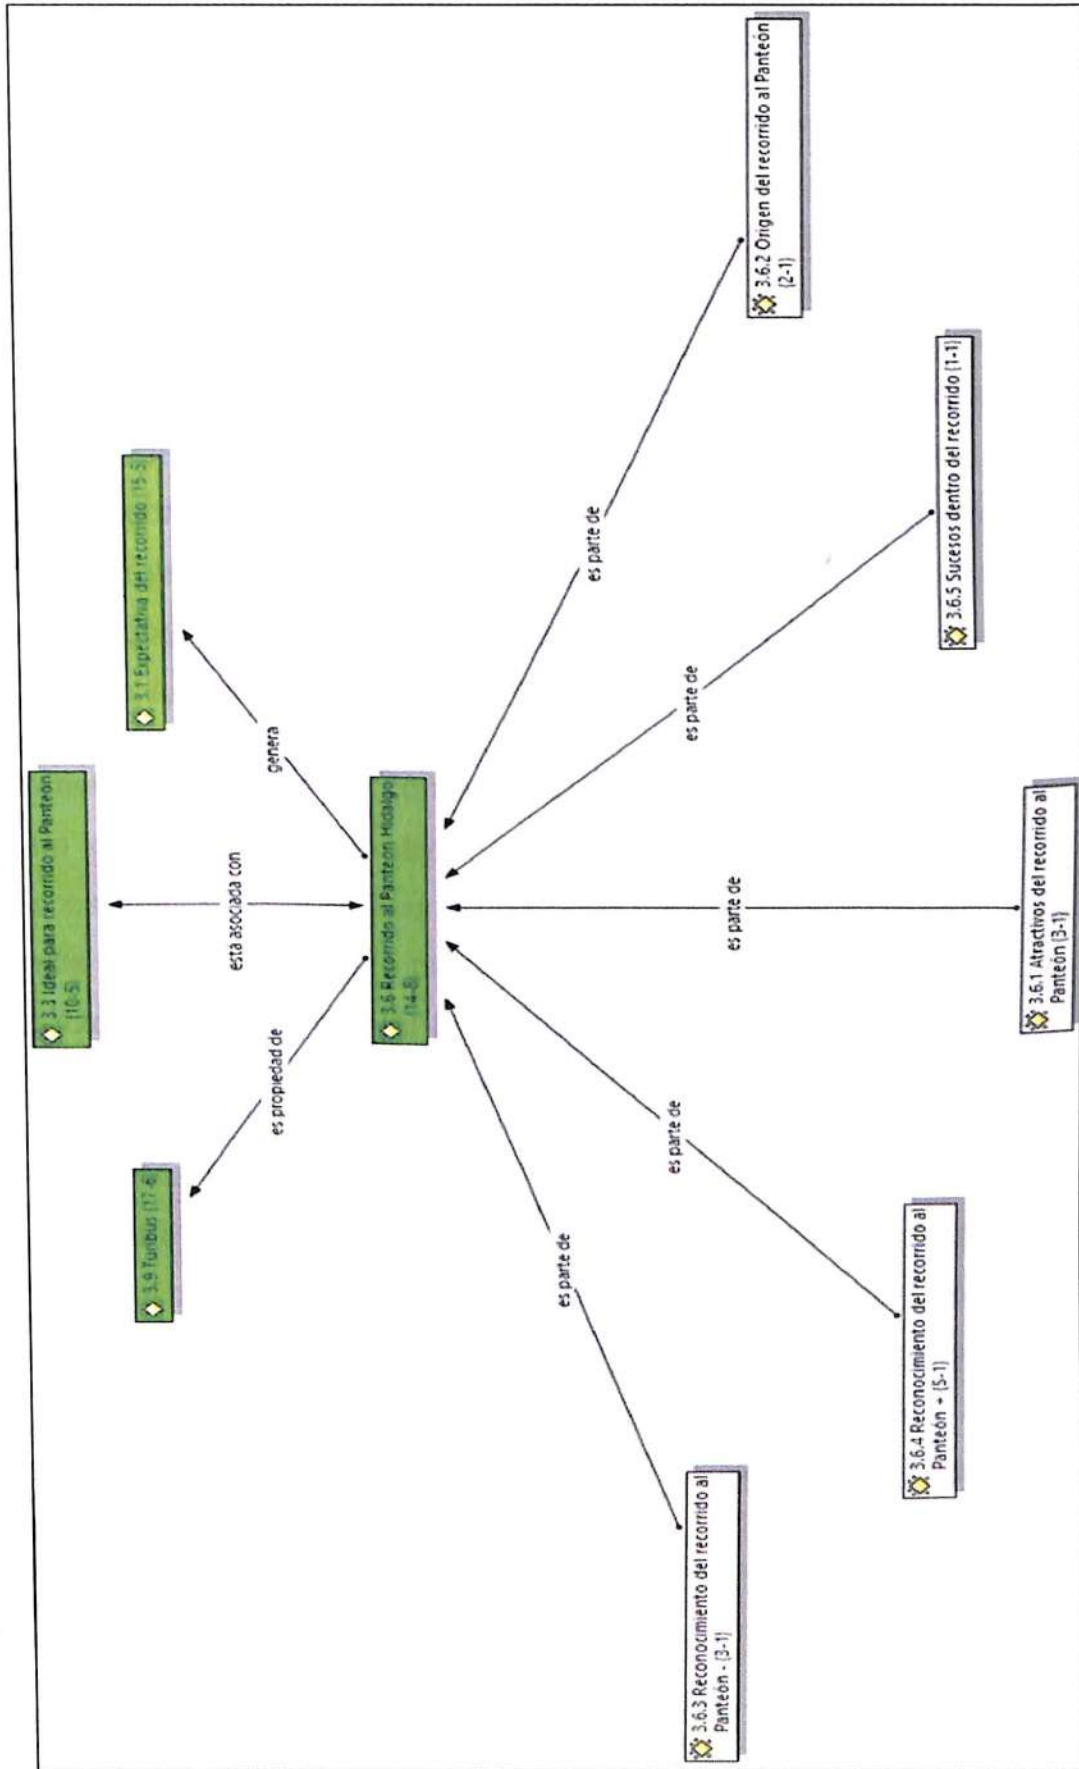 3.9 Turibus {17-6}
3.3 Ideal para recorrido al Panteón
{10-5}
3.1 Expectativa del recorrido {15-5}
es propiedad de
esta asociada con
genera
3.6 Recorrido al Panteón Hidalgo
{14-8}
es parte de
es parte de
es parte de
es parte de
es parte de
3.6.3 Reconocimiento del recorrido al
Panteón - {3-1}
3.6.4 Reconocimiento del recorrido al
Panteón + {5-1}
3.6.1 Atractivos del recorrido al
Panteón {3-1}
3.6.5 Sucesos dentro del recorrido {1-1}
3.6.2 Origen del recorrido al Panteón
{2-1}